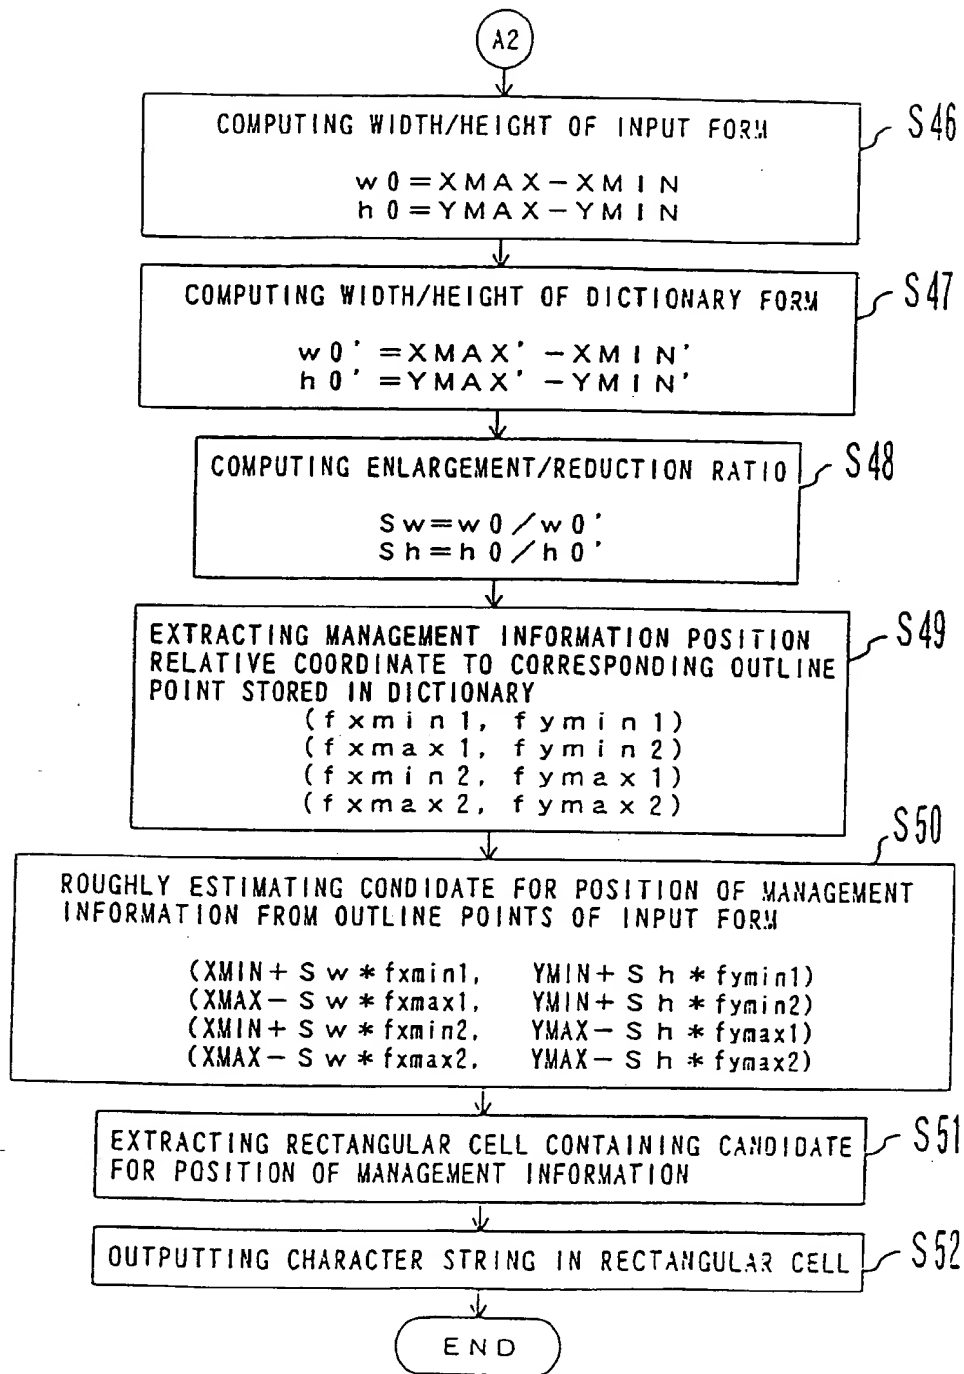 A2
COMPUTING WIDTH/HEIGHT OF INPUT FORM
S46
w0=XMAX-XMIN
h0=YMAX-YMIN
COMPUTING WIDTH/HEIGHT OF DICTIONARY FORM
S47
w0'=XMAX'-XMIN'
h0'=YMAX'-YMIN'
COMPUTING ENLARGEMENT/REDUCTION RATIO
S48
Sw=w0/w0'
Sh=h0/h0'
EXTRACTING MANAGEMENT INFORMATION POSITION
S49
RELATIVE COORDINATE TO CORRESPONDING OUTLINE
POINT STORED IN DICTIONARY
(fxmin1, fymin1)
(fxmax1, fymin2)
(fxmin2, fymax1)
(fxmax2, fymax2)
S50
ROUGHLY ESTIMATING CONDIDATE FOR POSITION OF MANAGEMENT
INFORMATION FROM OUTLINE POINTS OF INPUT FORM
(XMIN+Sw*fxmin1, YMIN+Sh*fymin1)
(XMAX-Sw*fxmax1, YMIN+Sh*fymin2)
(XMIN+Sw*fxmin2, YMAX-Sh*fymax1)
(XMAX-Sw*fxmax2, YMAX-Sh*fymax2)
EXTRACTING RECTANGULAR CELL CONTAINING CANDIDATE
S51
FOR POSITION OF MANAGEMENT INFORMATION
OUTPUTTING CHARACTER STRING IN RECTANGULAR CELL
S52
END